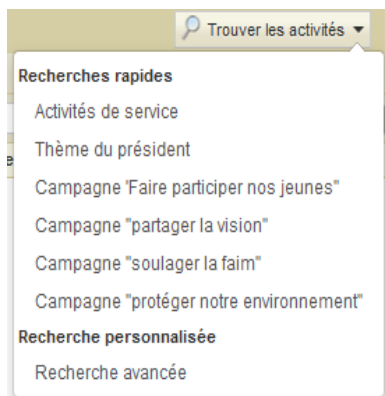 Trouver les activités
Recherches rapides
Activités de service
Thème du président
Campagne 'Faire participer nos jeunes"
Campagne "partager la vision"
Campagne "soulager la faim"
Campagne "protéger notre environnement"
Recherche personnalisée
Recherche avancée